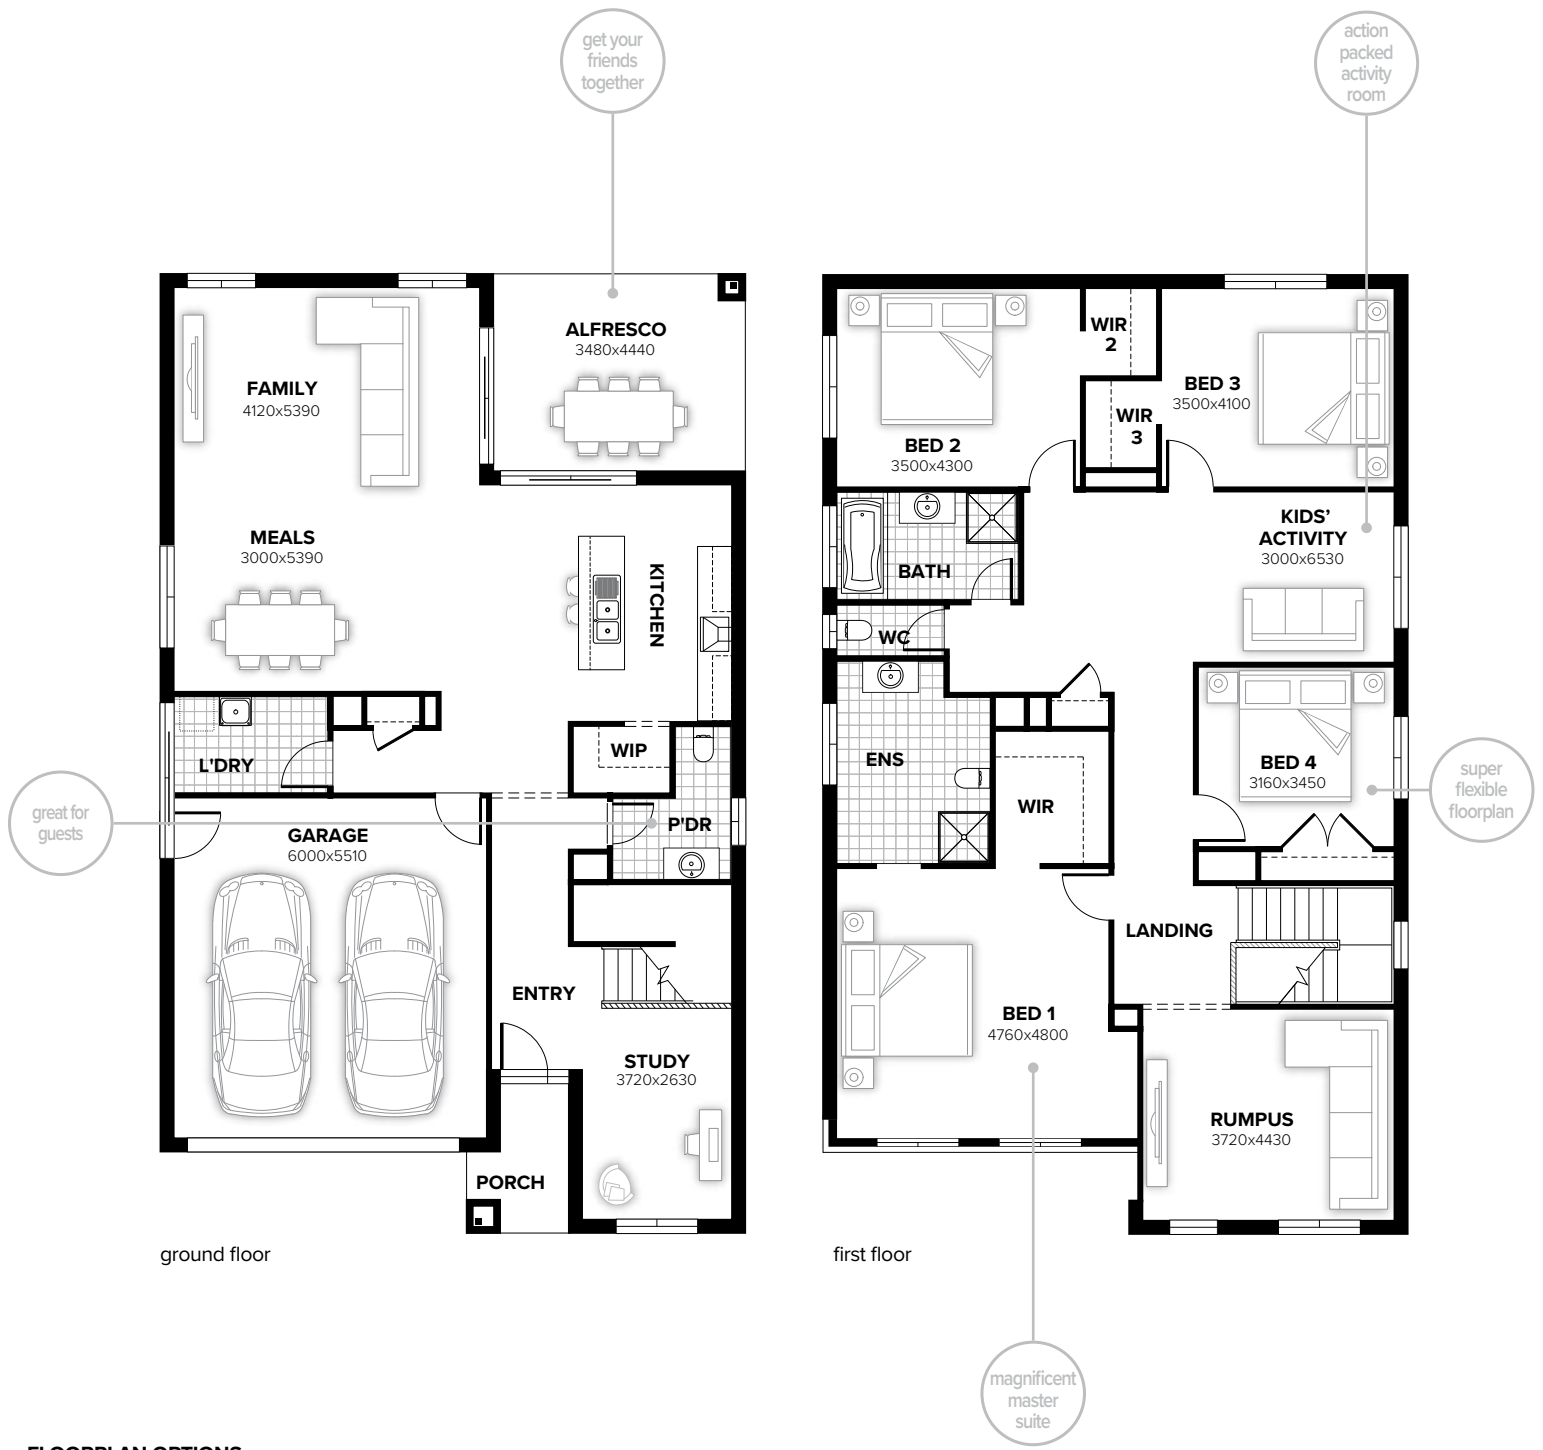 get your
friends
together
action
packed
activity
room
ALFRESCO
3480x4440
FAMILY
4120x5390
MEALS
3000x5390
KITCHEN
L'DRY
WIP
P'DR
great for
guests
GARAGE
6000x5510
ENTRY
STUDY
3720x2630
PORCH
ground floor
WIR
2
BED 3
3500x4100
WIR
3
BED 2
3500x4300
KIDS'
ACTIVITY
3000x6530
BATH
WC
ENS
BED 4
3160x3450
super
flexible
floorplan
WIR
LANDING
BED 1
4760x4800
RUMPUS
3720x4430
first floor
magnificent
master
suite
FLOORPLAN OPTIONS